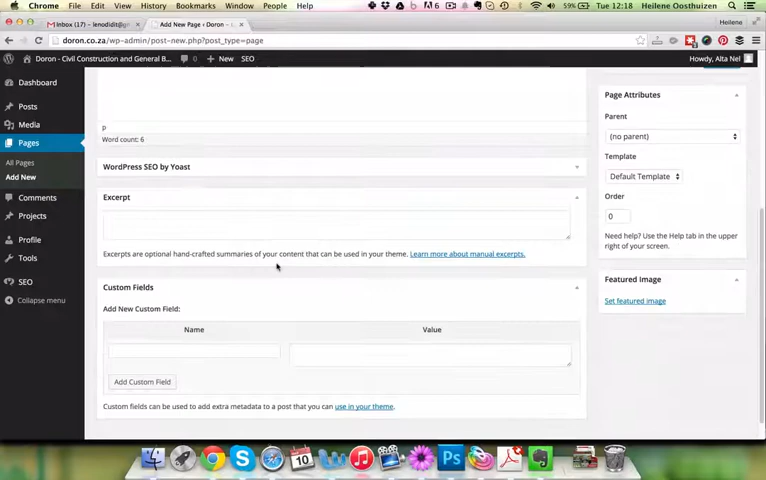 Chrome File Edit View History Bookmarks Window People Help 59% Tue 12:18 Heilene Oosthuizen
Inbox (17) – lenodidit@g Add New Page ‹ Doron – Civil Heilene
doron.co.za/wp-admin/post-new.php?post_type=page
Doron - Civil Construction and General B... 0 + New SEO Howdy, Alta Nel
Dashboard
Posts
Media
Pages
All Pages
Add New
Comments
Projects
Profile
Tools
SEO
Collapse menu
p
Word count: 6
WordPress SEO by Yoast
Excerpt
Excerpts are optional hand-crafted summaries of your content that can be used in your theme. Learn more about manual excerpts.
Custom Fields
Add New Custom Field:
Name Value
Add Custom Field
Custom fields can be used to add extra metadata to a post that you can use in your theme.
Page Attributes
Parent
(no parent)
Template
Default Template
Order
0
Need help? Use the Help tab in the
upper right of your screen.
Featured Image
Set featured image
10
Ps